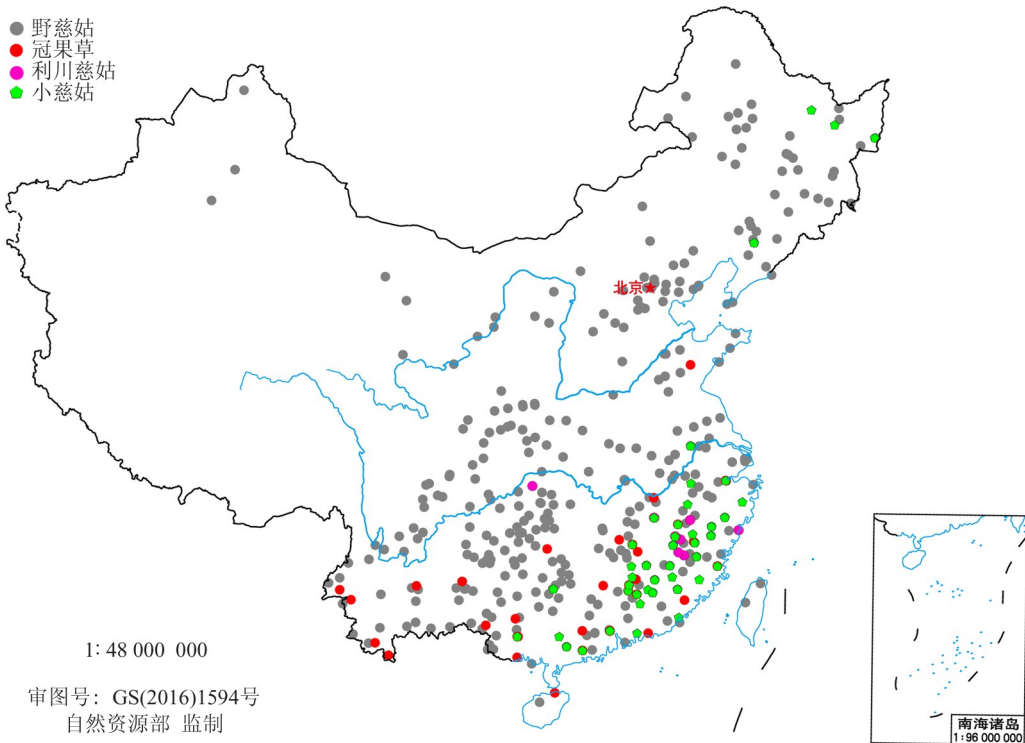 野慈姑
冠果草
利川慈姑
小慈姑
北京
1: 48 000 000
审图号：GS(2016)1594号
自然资源部 监制
南海诸岛
1:96 000 000